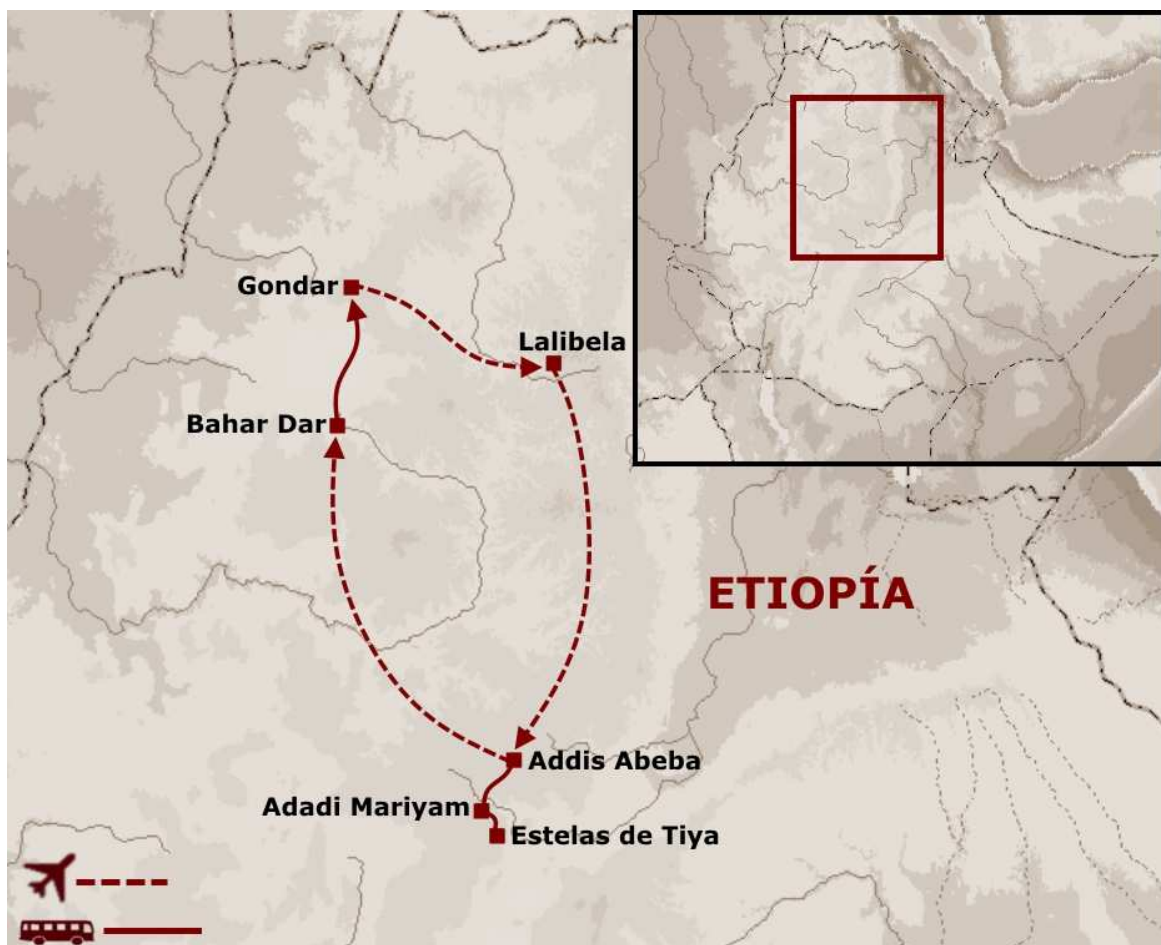 Gondar
Lalibela
Bahar Dar
ETIOPÍA
Addis Abeba
Adadi Mariyam
Estelas de Tiya